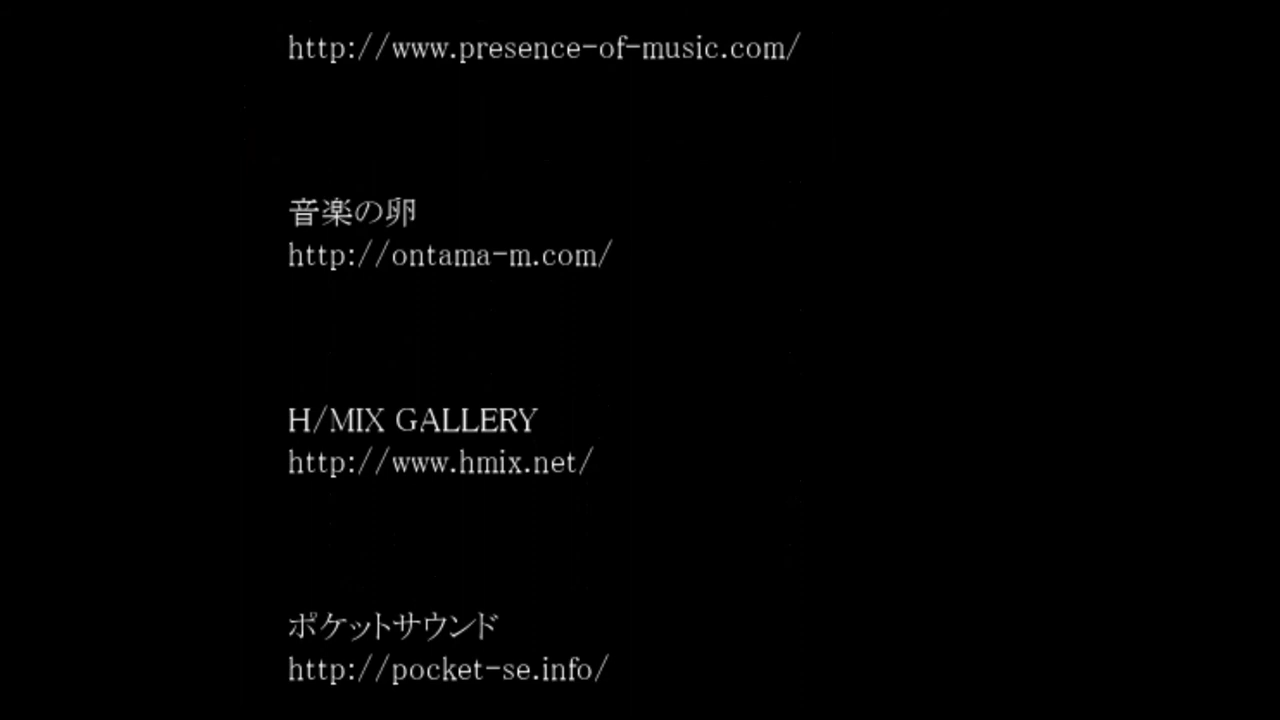 http://www.presence-of-music.com/
音楽の卵
http://ontama-m.com/
H/MIX GALLERY
http://www.hmix.net/
ポケットサウンド
http://pocket-se.info/